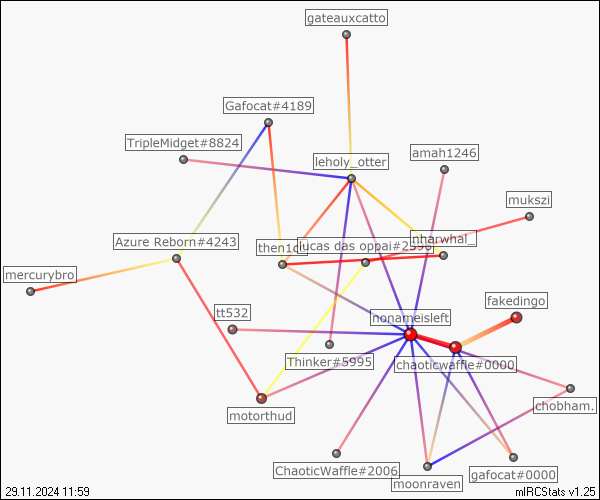 gateauxcatto
Gafocat#4189
TripleMidget#8824
leholy_otter
amah1246
mukszi
Azure Reborn#4243
lucas das oppai#2596
nharwhal_
mercurybro
fakedingo
tt532
nonameisleft
Thinker#5995
chaoticwaffle#0000
chobham.
motorthud
ChaoticWaffle#2006
gafocat#0000
moonraven
29.11.2024 11:59
mIRCStats v1.25